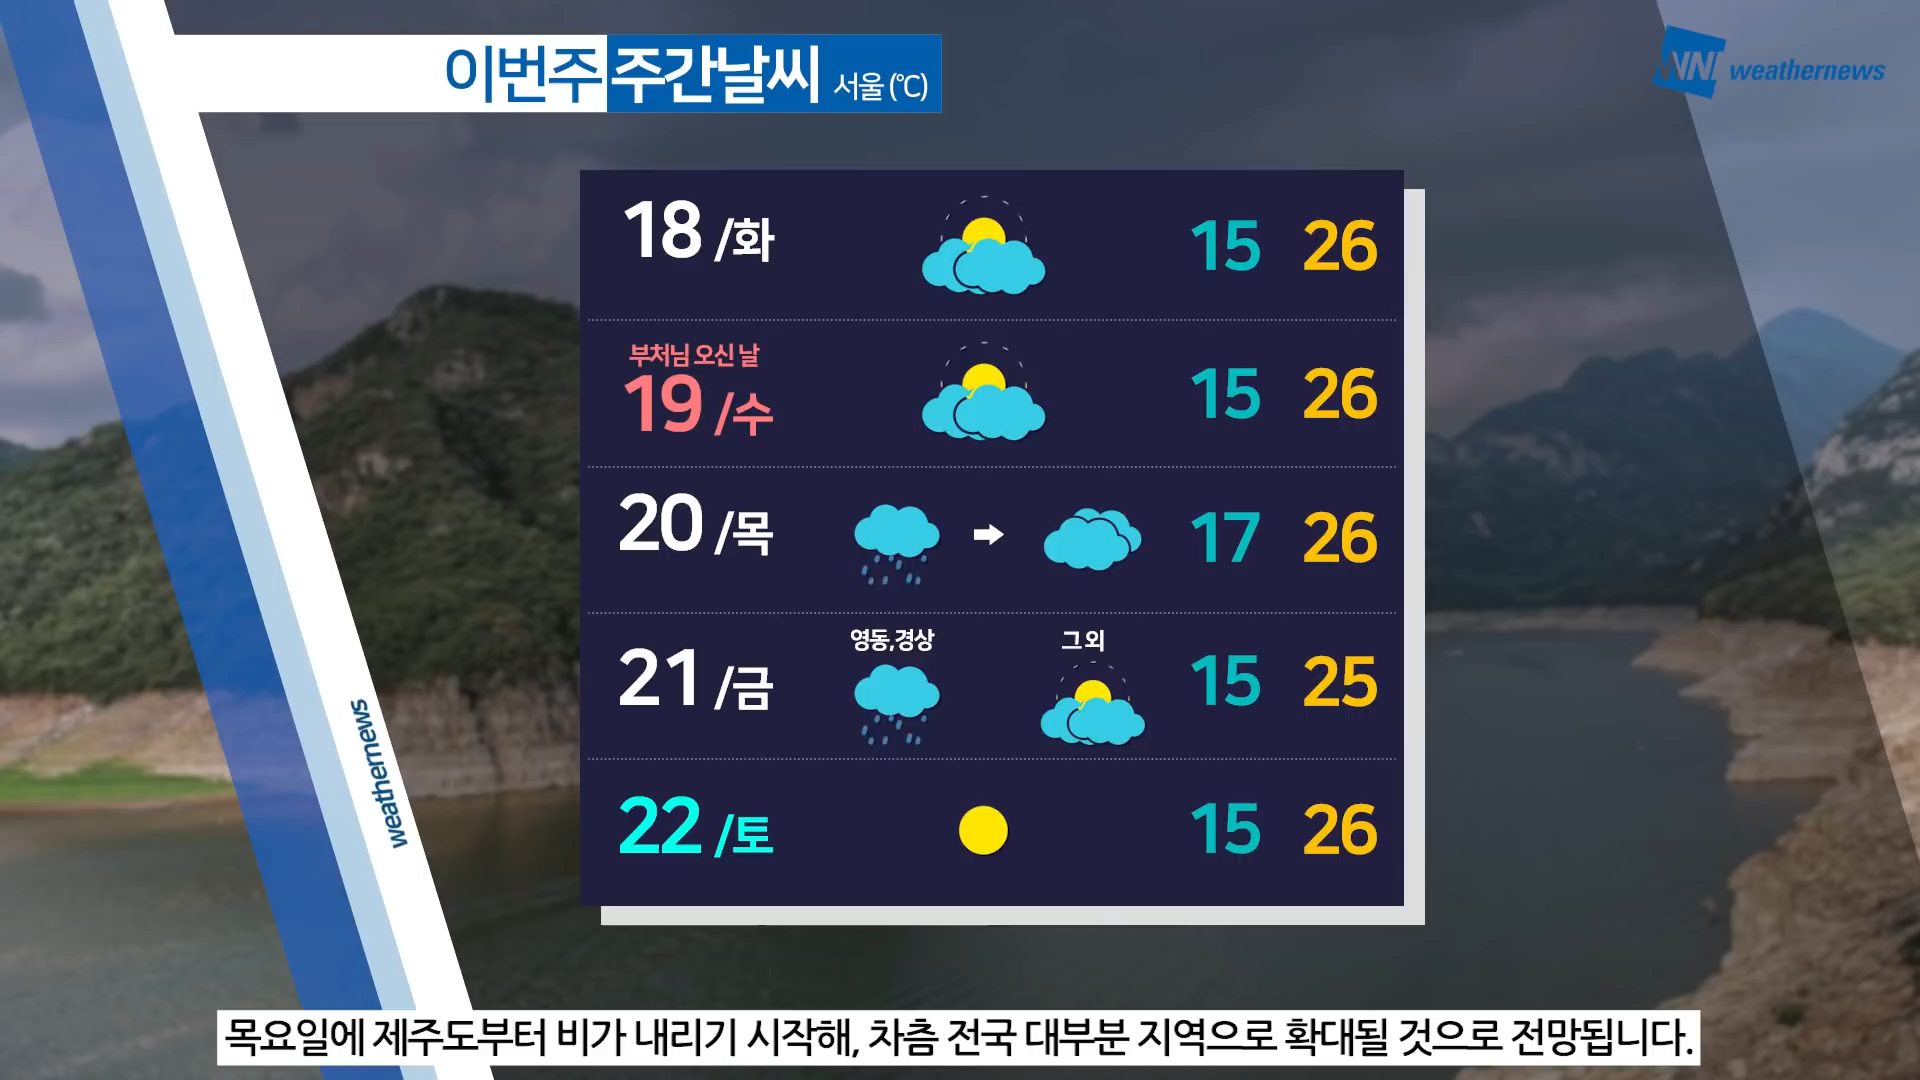 이번주 주간날씨 서울 (℃)
WNI weathernews
18 /화 15 26
부처님 오신 날
19 /수 15 26
20 /목 17 26
영동,경상 그 외
21 /금 15 25
22 /토 15 26
weathernews
목요일에 제주도부터 비가 내리기 시작해, 차츰 전국 대부분 지역으로 확대될 것으로 전망됩니다.